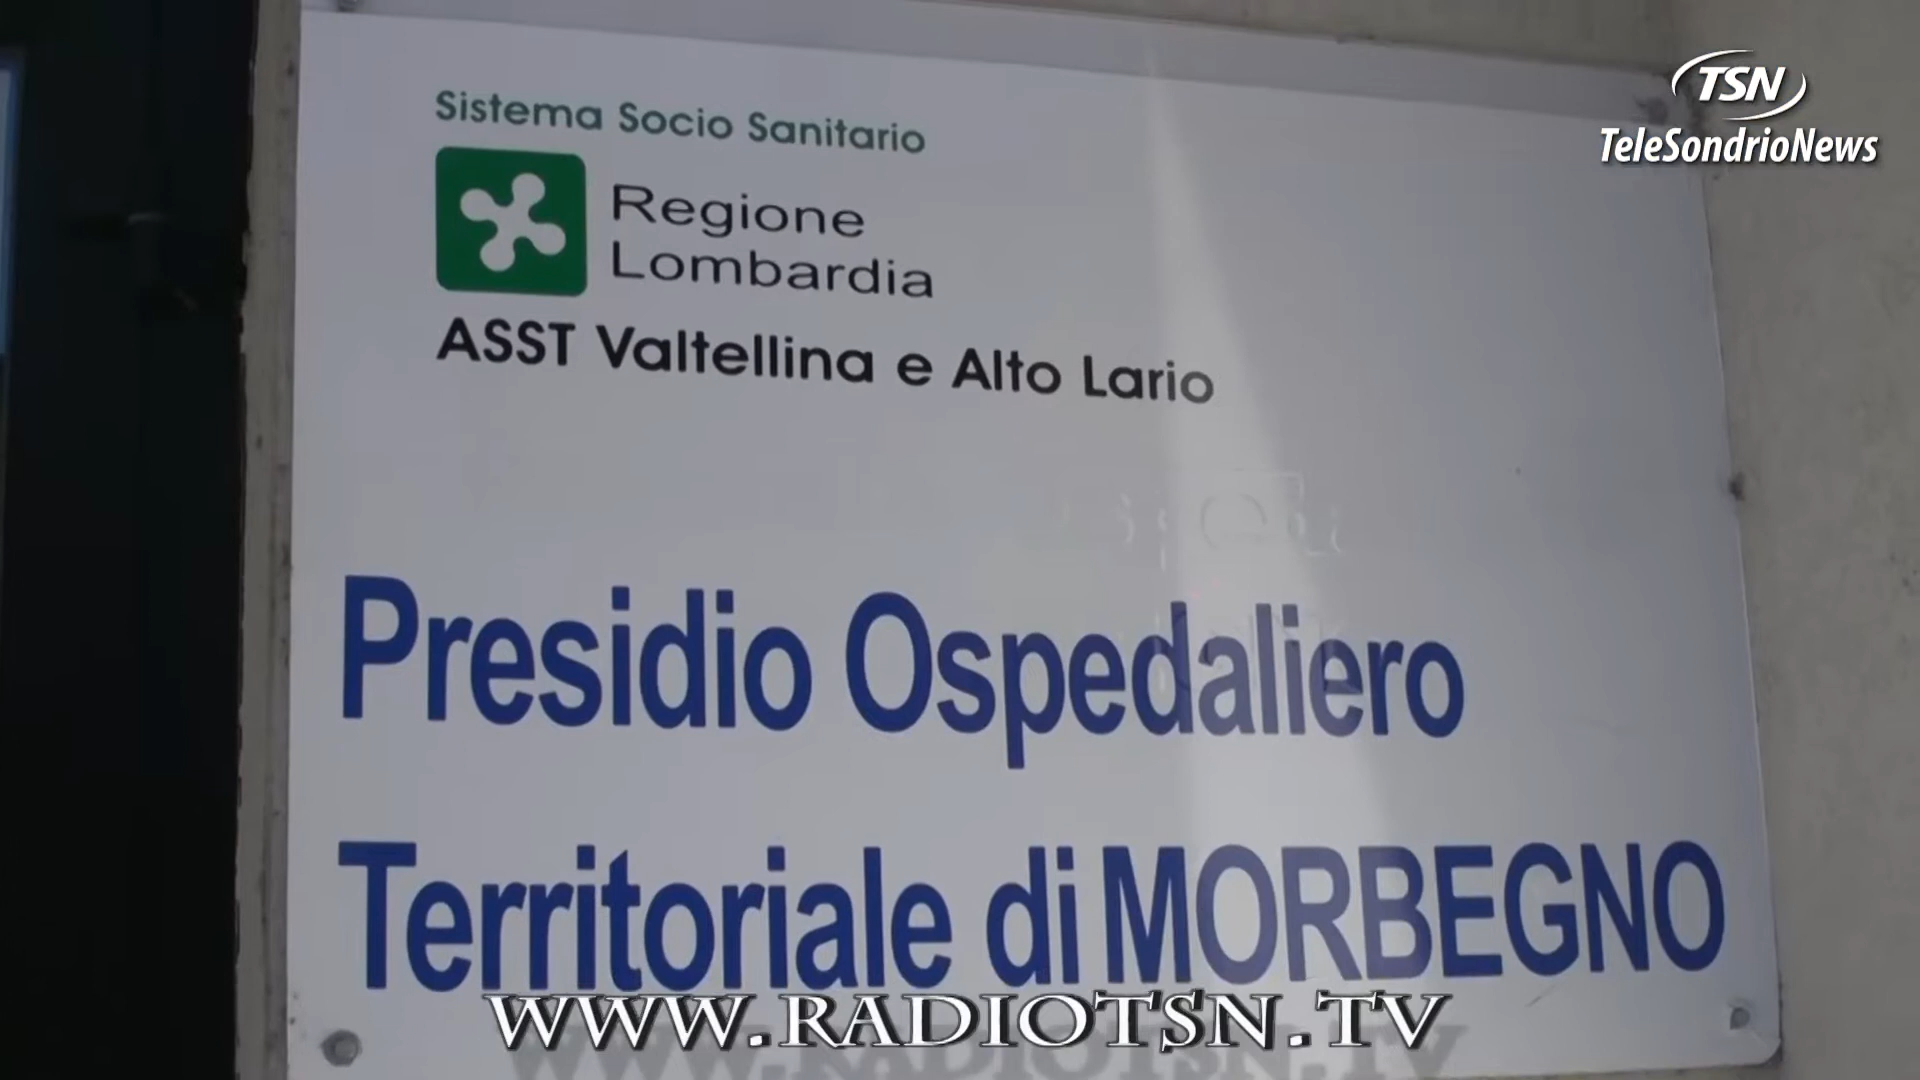 Sistema Socio Sanitario
Regione
Lombardia
ASST Valtellina e Alto Lario
Presidio Ospedaliero
Territoriale di MORBEGNO
TSN
TeleSondrioNews
WWW.RADIOTSN.TV